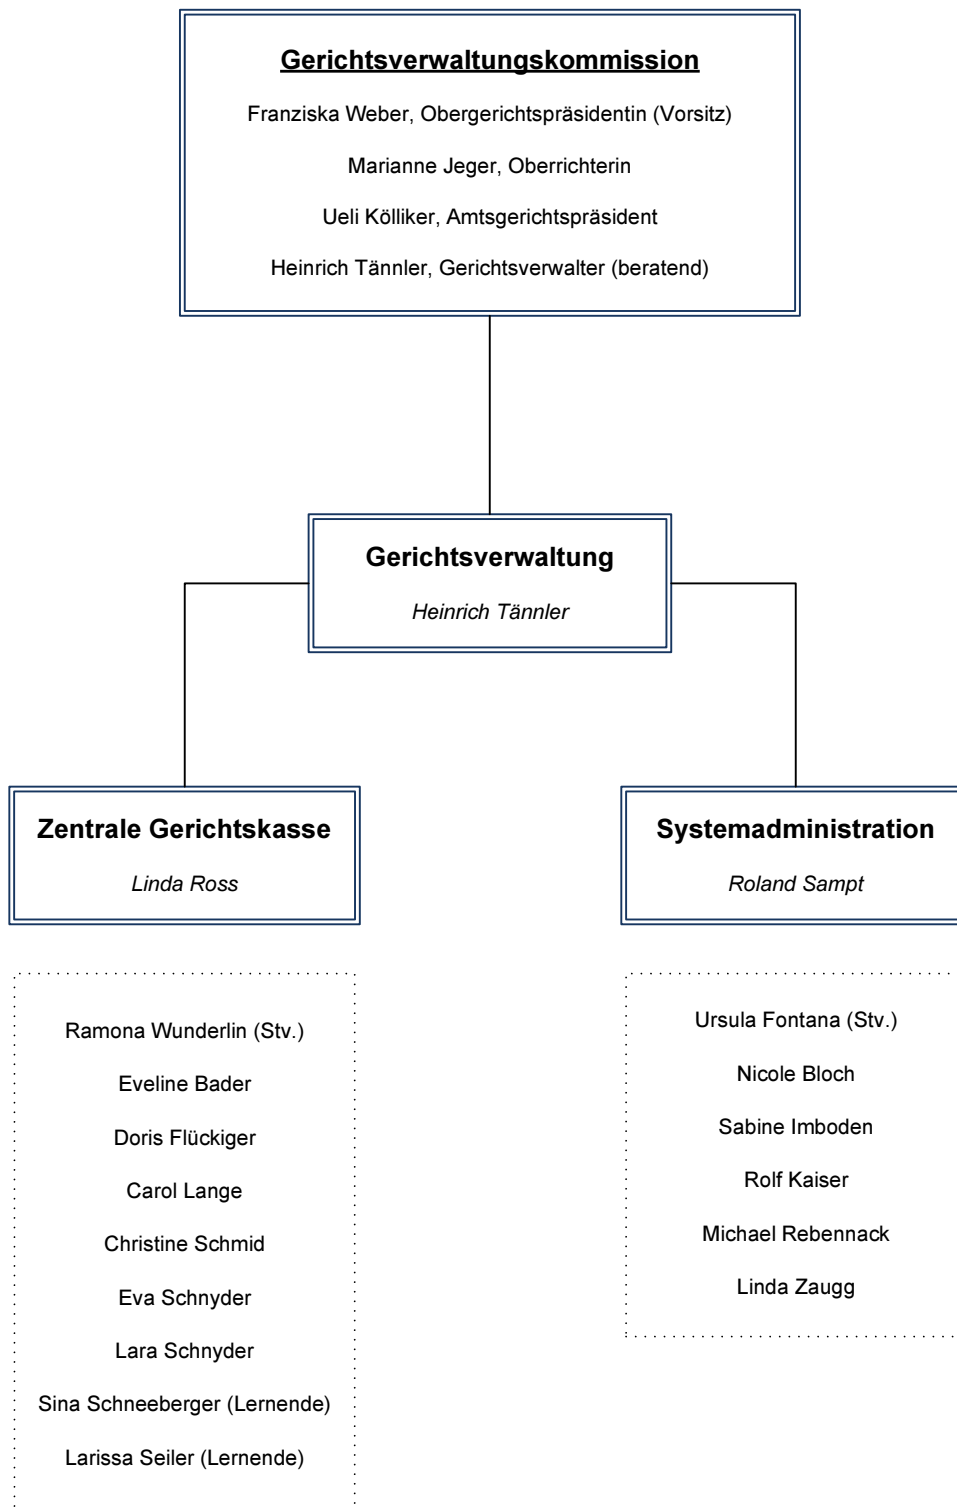 Gerichtsverwaltungskommission
Franziska Weber, Obergerichtspräsidentin (Vorsitz)
Marianne Jeger, Oberrichterin
Ueli Kölliker, Amtsgerichtspräsident
Heinrich Tännler, Gerichtsverwalter (beratend)
Gerichtsverwaltung
Heinrich Tännler
Zentrale Gerichtskasse
Linda Ross
Ramona Wunderlin (Stv.)
Eveline Bader
Doris Flückiger
Carol Lange
Christine Schmid
Eva Schnyder
Lara Schnyder
Sina Schneeberger (Lernende)
Larissa Seiler (Lernende)
Systemadministration
Roland Sampt
Ursula Fontana (Stv.)
Nicole Bloch
Sabine Imboden
Rolf Kaiser
Michael Rebennack
Linda Zaugg